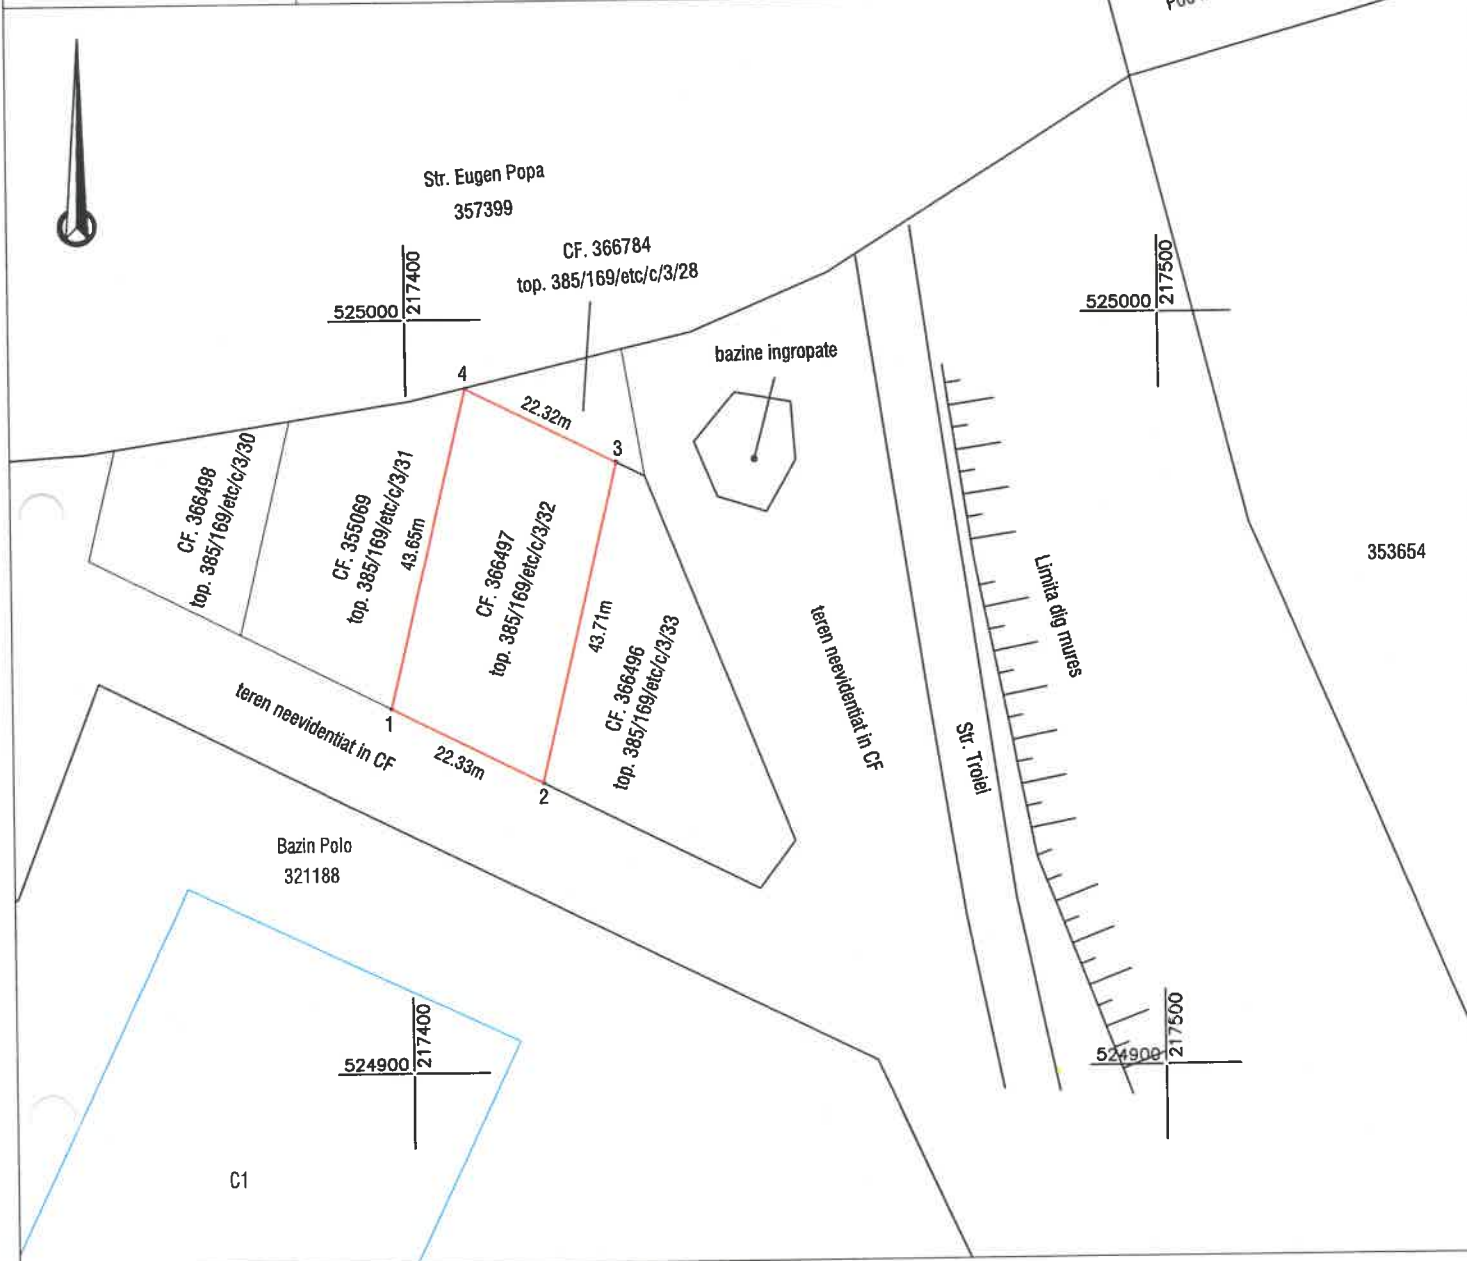 Str. Eugen Popa
357399
CF. 366784
top. 385/169/etc/c/3/28
525000
217400
525000
217500
bazine ingropate
4
22.32m
3
CF. 366498
top. 385/169/etc/c/3/30
CF. 355069
top. 385/169/etc/c/3/31
43.65m
CF. 366497
top. 385/169/etc/c/3/32
43.71m
CF. 366496
top. 385/169/etc/c/3/33
353654
Limita dig mures
teren neevidentiat in CF
Str. Troiei
teren neevidentiat in CF
1
22.33m
2
Bazin Polo
321188
524900
217400
524900
217500
C1